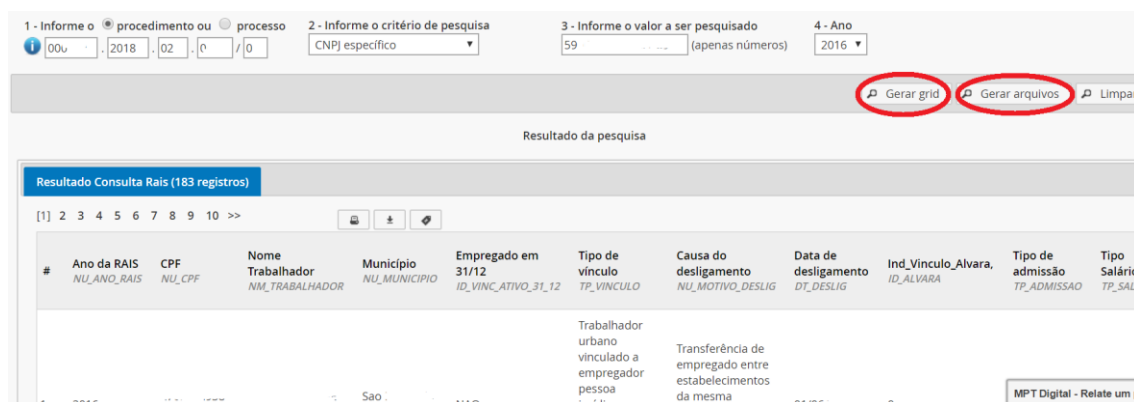 1 - Informe o procedimento ou processo
2 - Informe o critério de pesquisa
3 - Informe o valor a ser pesquisado
4 - Ano
. 2018 . 02 . / 0
CNPJ específico
59 (apenas números)
2016
Gerar grid
Gerar arquivos
Limpar
Resultado da pesquisa
Resultado Consulta Rais (183 registros)
[1] 2 3 4 5 6 7 8 9 10 >>
#
Ano da RAIS
NU_ANO_RAIS
CPF
NU_CPF
Nome
Trabalhador
NM_TRABALHADOR
Município
NU_MUNICIPIO
Empregado em
31/12
ID_VINC_ATIVO_31_12
Tipo de
vínculo
TP_VINCULO
Causa do
desligamento
NU_MOTIVO_DESLIG
Data de
desligamento
DT_DESLIG
Ind_Vinculo_Alvara,
ID_ALVARA
Tipo de
admissão
TP_ADMISSAO
Tipo
Salário
TP_SAL
Sao
Trabalhador
urbano
vinculado a
empregador
pessoa
Transferência de
empregado entre
estabelecimentos
da mesma
MPT Digital - Relate um